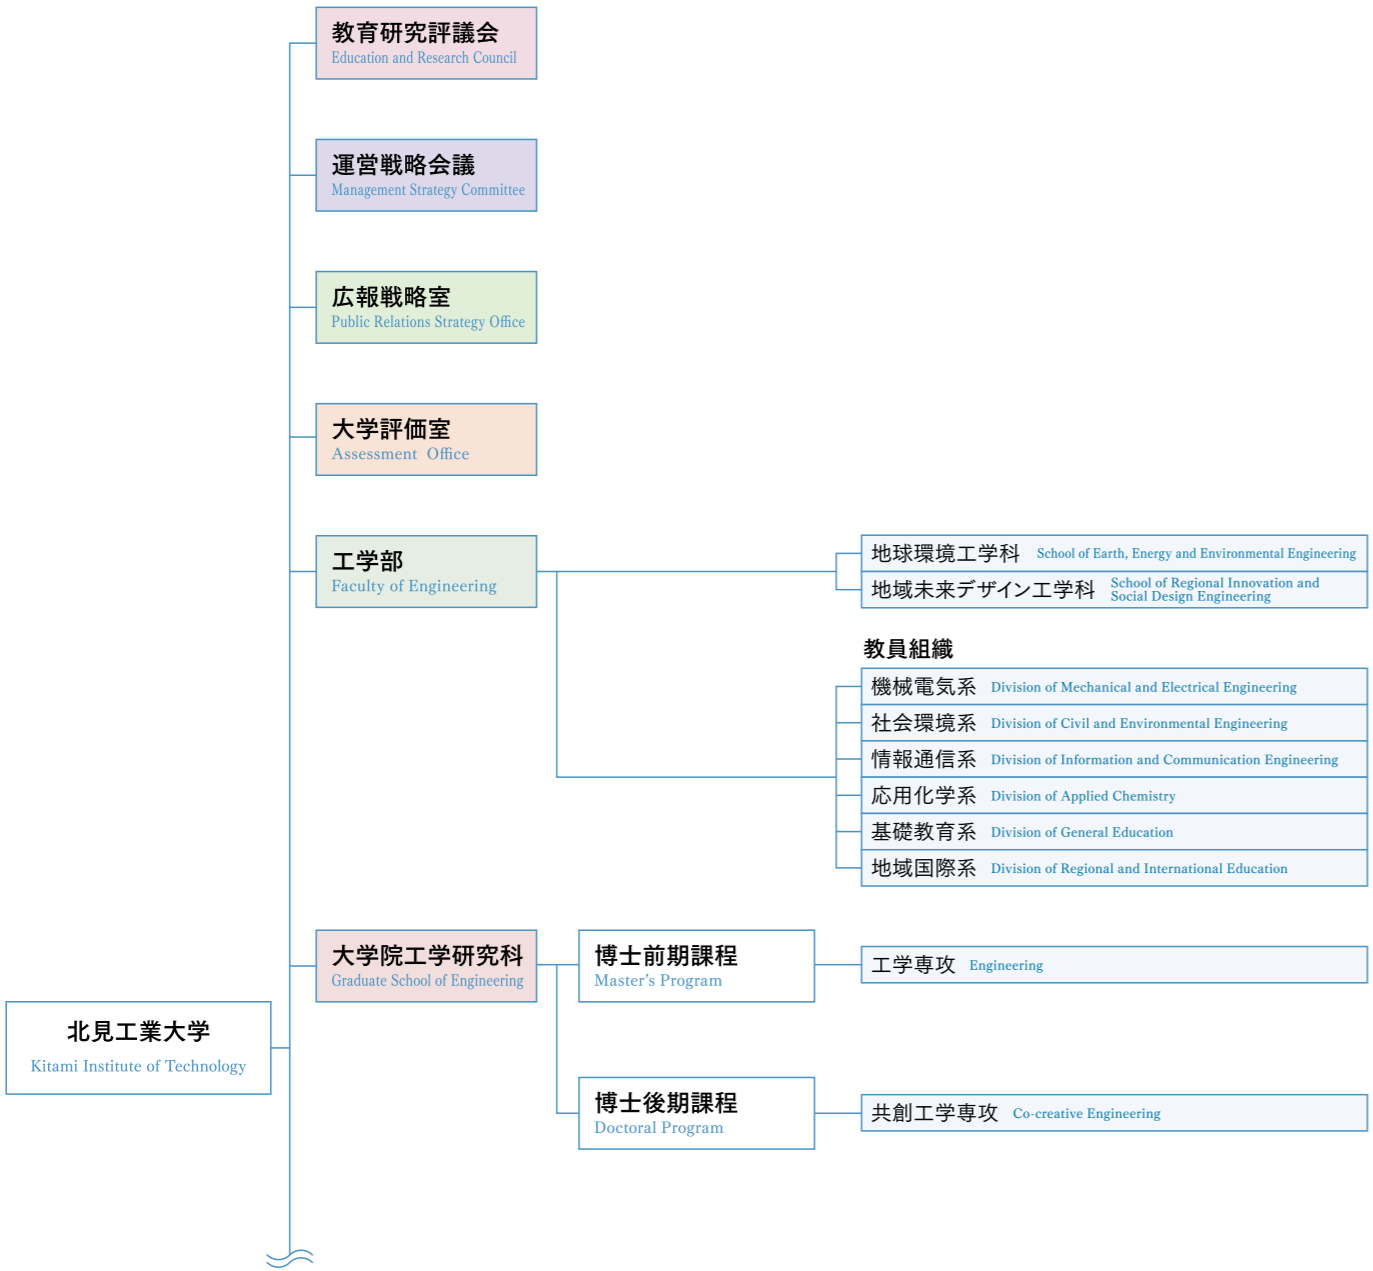 教育研究評議会
Education and Research Council
運営戦略会議
Management Strategy Committee
広報戦略室
Public Relations Strategy Office
大学評価室
Assessment Office
工学部
Faculty of Engineering
地球環境工学科 School of Earth, Energy and Environmental Engineering
地域未来デザイン工学科 School of Regional Innovation and
Social Design Engineering
教員組織
機械電気系 Division of Mechanical and Electrical Engineering
社会環境系 Division of Civil and Environmental Engineering
情報通信系 Division of Information and Communication Engineering
応用化学系 Division of Applied Chemistry
基礎教育系 Division of General Education
地域国際系 Division of Regional and International Education
大学院工学研究科
Graduate School of Engineering
博士前期課程
Master's Program
工学専攻 Engineering
北見工業大学
Kitami Institute of Technology
博士後期課程
Doctoral Program
共創工学専攻 Co-creative Engineering